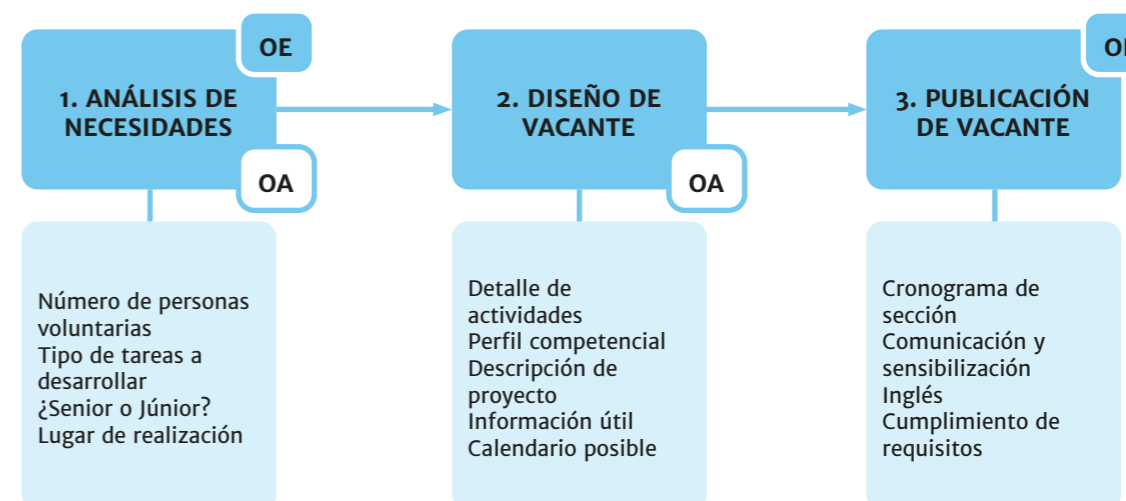 OE
1. ANÁLISIS DE
NECESIDADES
OA
Número de personas
voluntarias
Tipo de tareas a
desarrollar
¿Senior o Júnior?
Lugar de realización
2. DISEÑO DE
VACANTE
OA
Detalle de
actividades
Perfil competencial
Descripción de
proyecto
Información útil
Calendario posible
3. PUBLICACIÓN
DE VACANTE
Cronograma de
sección
Comunicación y
sensibilización
Inglés
Cumplimiento de
requisitos